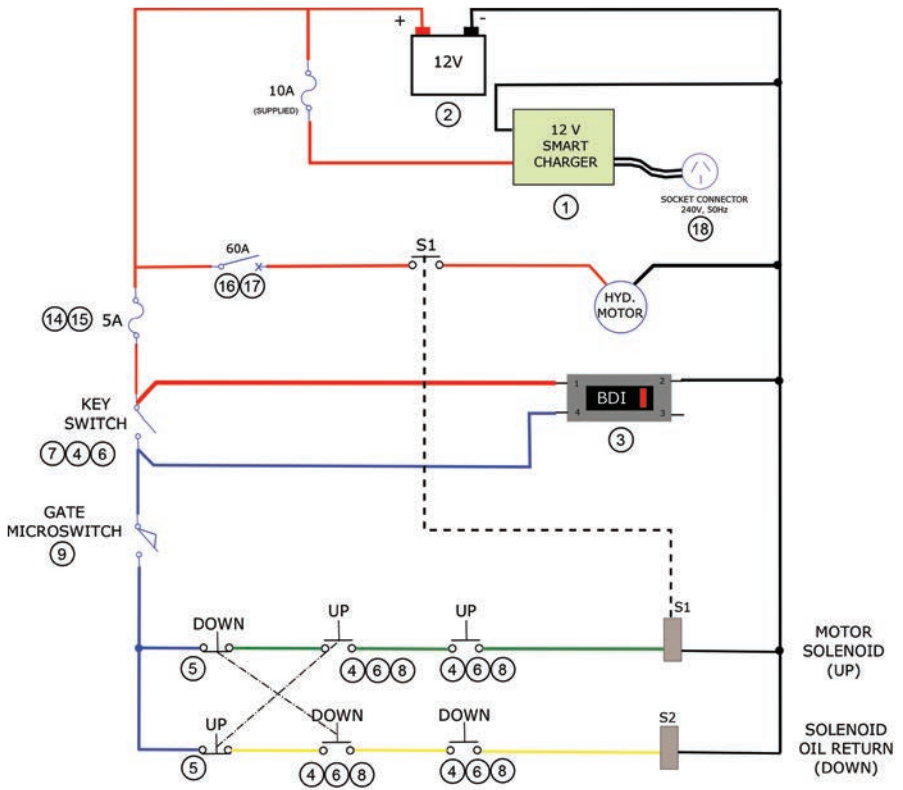 + -
12V
2
10A
(SUPPLIED)
12 V
SMART
CHARGER
1
SOCKET CONNECTOR
240V, 50Hz
18
60A
16 17
S1
HYD.
MOTOR
14 15 5A
1 2
BDI
4 3
3
KEY
SWITCH
7 4 6
GATE
MICROSWITCH
9
DOWN
UP
UP
S1
5
4 6 8
4 6 8
MOTOR
SOLENOID
(UP)
UP
DOWN
DOWN
S2
5
4 6 8
4 6 8
SOLENOID
OIL RETURN
(DOWN)